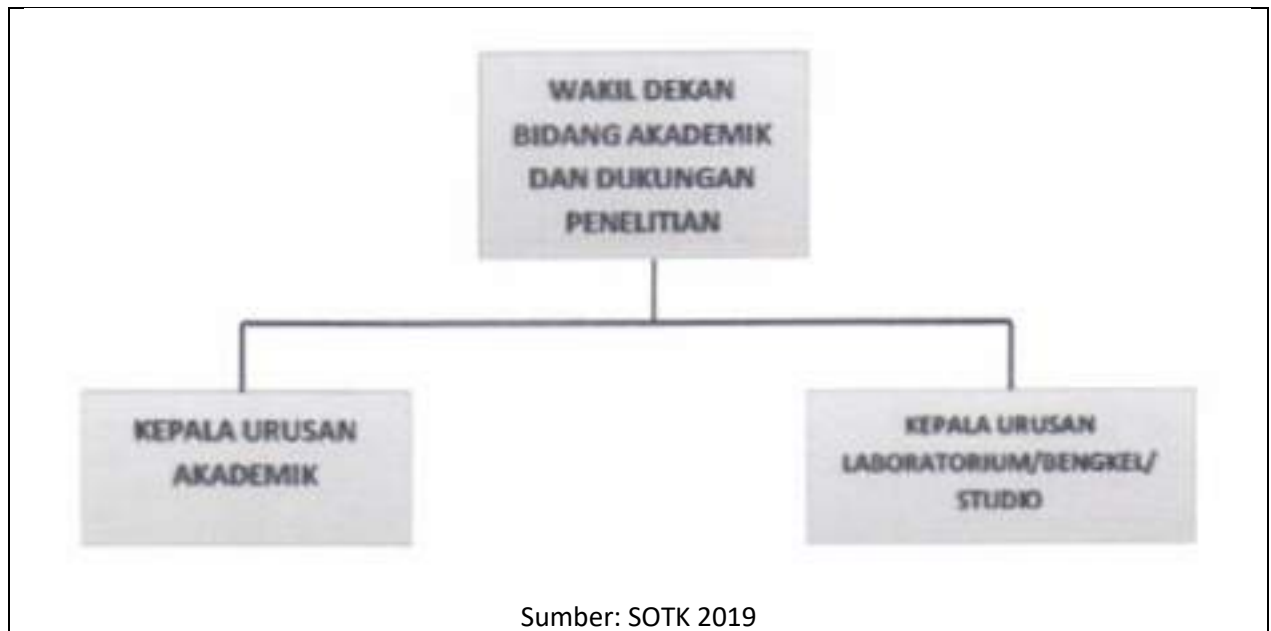 WAKIL DEKAN
BIDANG AKADEMIK
DAN DUKUNGAN
PENELITIAN
KEPALA URUSAN
AKADEMIK
KEPALA URUSAN
LABORATORIUM/BENGKEL/
STUDIO
Sumber: SOTK 2019